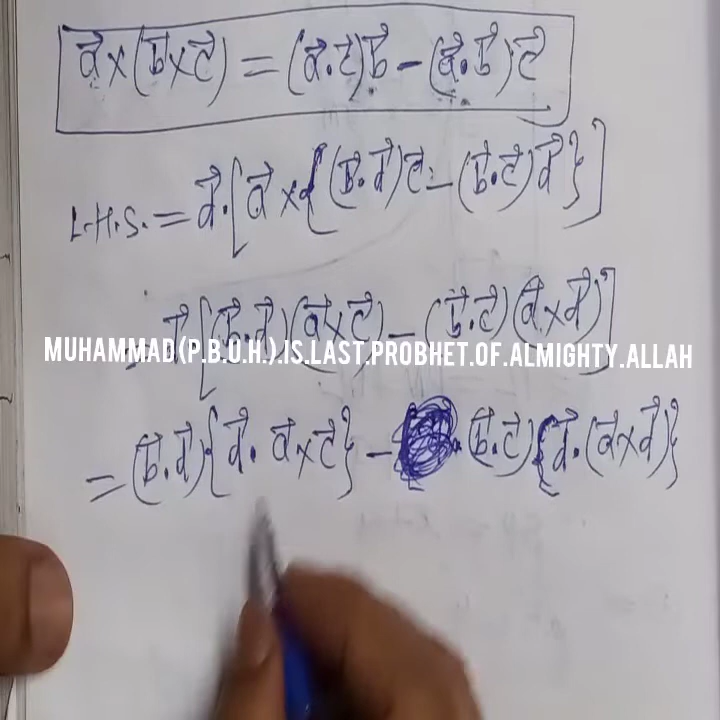 a⃗×(b⃗×c⃗) = (a⃗.c⃗)b⃗ – (a⃗.b⃗)c⃗
L.H.S. = d⃗.[a⃗×{(b⃗.d⃗)c⃗ – (b⃗.c⃗)d⃗}]
= d⃗[(b⃗.d⃗)(a⃗×c⃗) – (b⃗.c⃗)(a⃗×d⃗)]
MUHAMMAD(P.B.O.H.).IS.LAST.PROBHET.OF.ALMIGHTY.ALLAH
= (b⃗.d⃗){d⃗. a⃗×c⃗} – (b⃗.c⃗){d⃗.(a⃗×d⃗)}